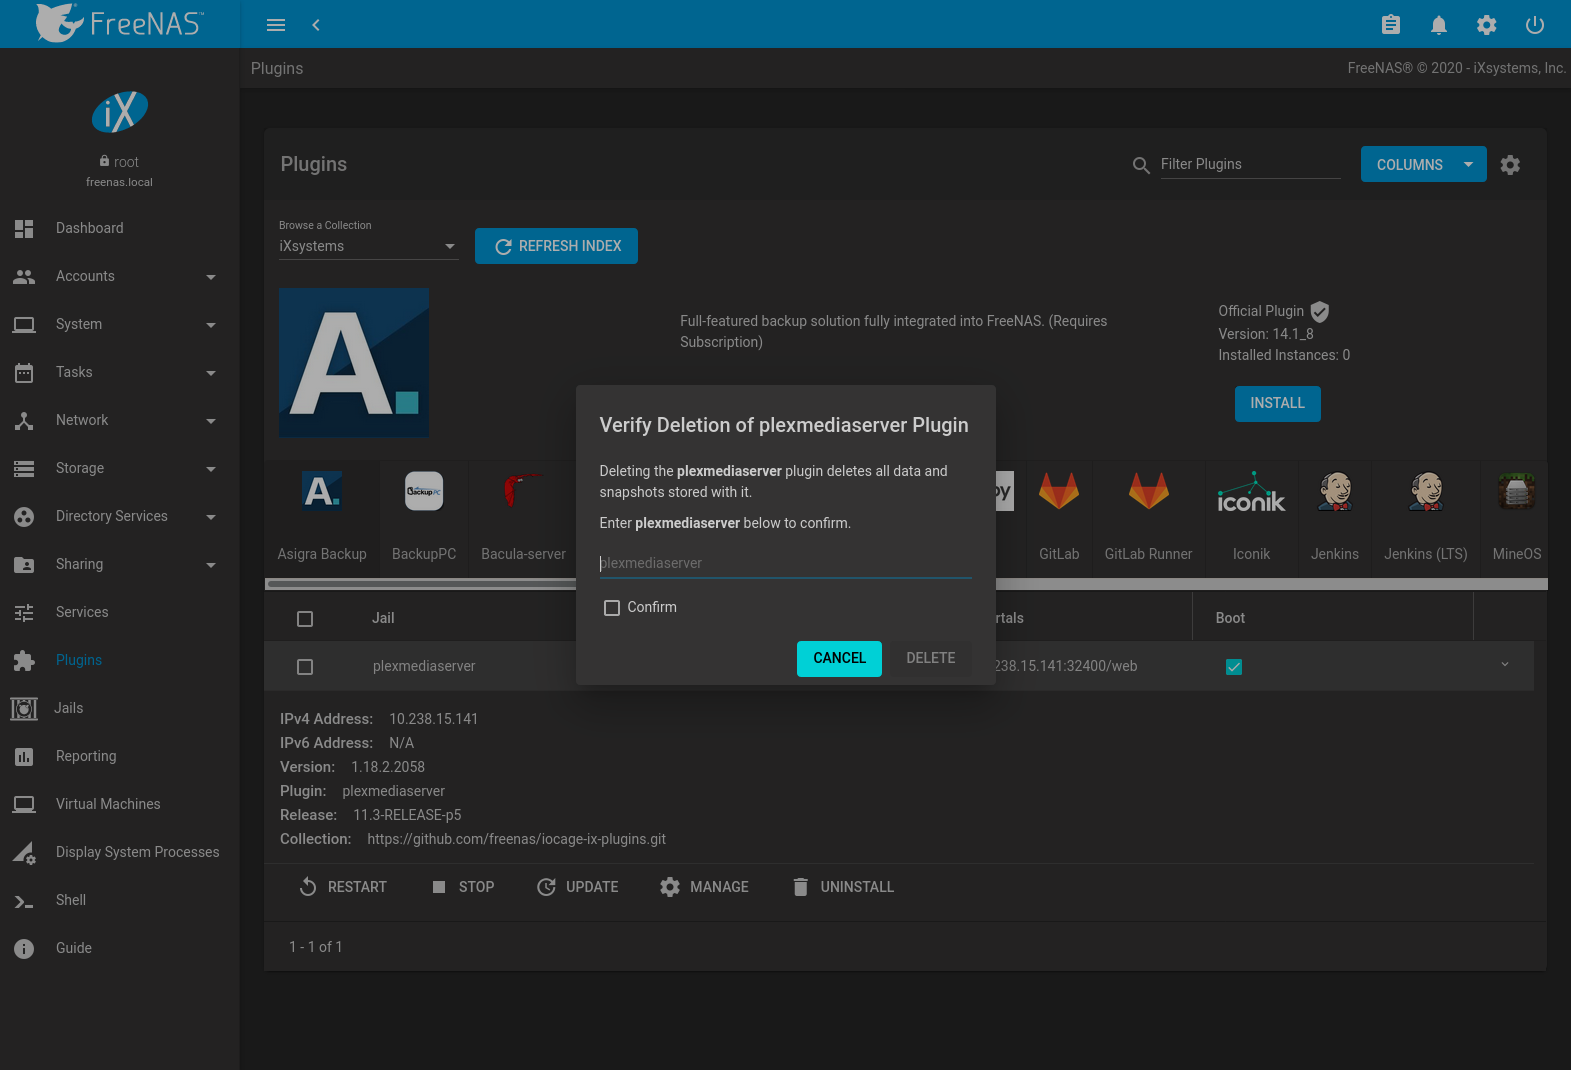 FreeNAS™
Plugins
FreeNAS® © 2020 - iXsystems, Inc.
iX
root
freenas.local
Dashboard
Accounts
System
Tasks
Network
Storage
Directory Services
Sharing
Services
Plugins
Jails
Reporting
Virtual Machines
Display System Processes
Shell
Guide
Plugins
Filter Plugins
COLUMNS
Browse a Collection
iXsystems
REFRESH INDEX
A.
Full-featured backup solution fully integrated into FreeNAS. (Requires
Subscription)
Official Plugin
Version: 14.1_8
Installed Instances: 0
INSTALL
A.
BackupPC
iconik
Asigra Backup
BackupPC
Bacula-server
GitLab
GitLab Runner
Iconik
Jenkins
Jenkins (LTS)
MineOS
Verify Deletion of plexmediaserver Plugin
Deleting the plexmediaserver plugin deletes all data and
snapshots stored with it.
Enter plexmediaserver below to confirm.
plexmediaserver
Confirm
CANCEL
DELETE
Jail
rtals
Boot
plexmediaserver
238.15.141:32400/web
IPv4 Address: 10.238.15.141
IPv6 Address: N/A
Version: 1.18.2.2058
Plugin: plexmediaserver
Release: 11.3-RELEASE-p5
Collection: https://github.com/freenas/iocage-ix-plugins.git
RESTART
STOP
UPDATE
MANAGE
UNINSTALL
1 - 1 of 1